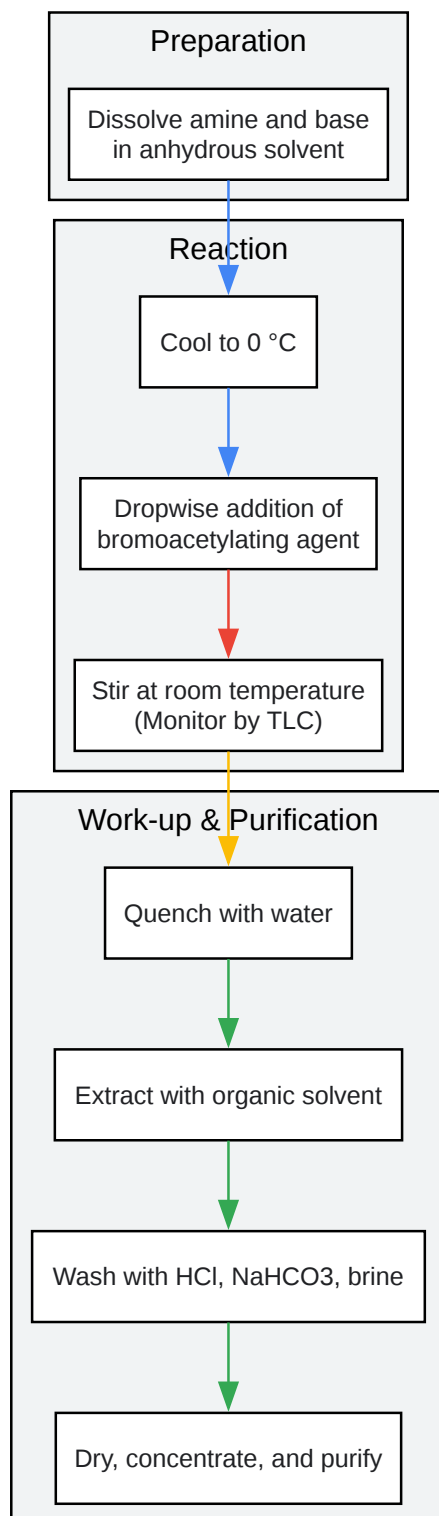 Preparation
Dissolve amine and base
in anhydrous solvent
Reaction
Cool to 0 °C
Dropwise addition of
bromoacetylating agent
Stir at room temperature
(Monitor by TLC)
Work-up & Purification
Quench with water
Extract with organic solvent
Wash with HCl, NaHCO3, brine
Dry, concentrate, and purify